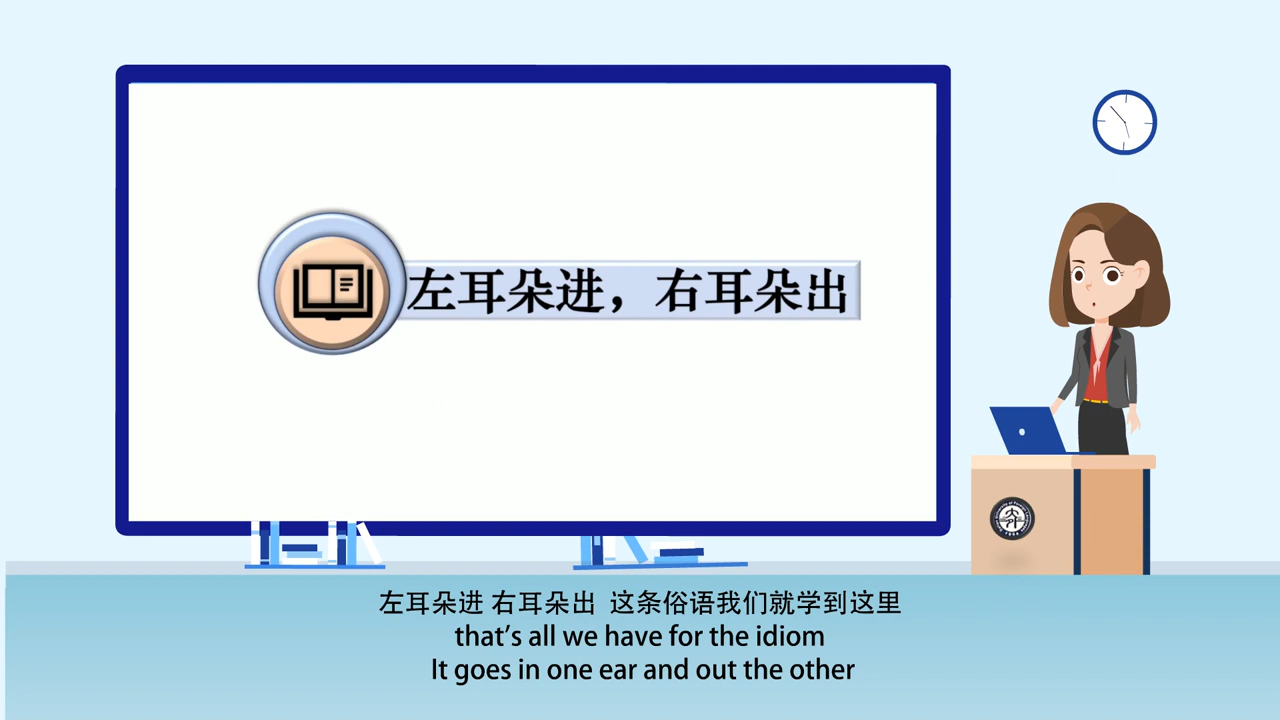 左耳朵进，右耳朵出
左耳朵进 右耳朵出 这条俗语我们就学到这里
that's all we have for the idiom
It goes in one ear and out the other